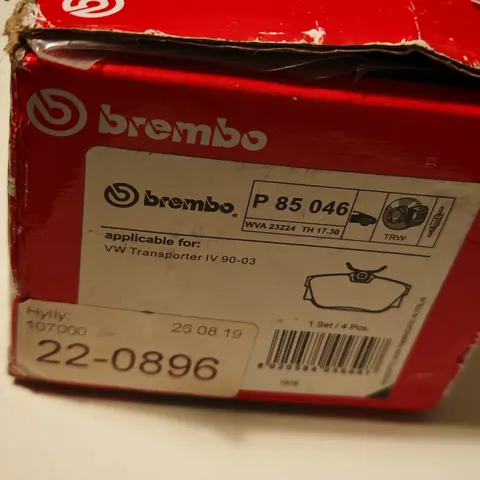 brembo
brembo
P 85 046
WVA 23224 TH 17.30
TRW
applicable for:
VW Transporter IV 90-03
1 Set / 4 Pcs.
Hylly:
107000
26.08.19
22-0896